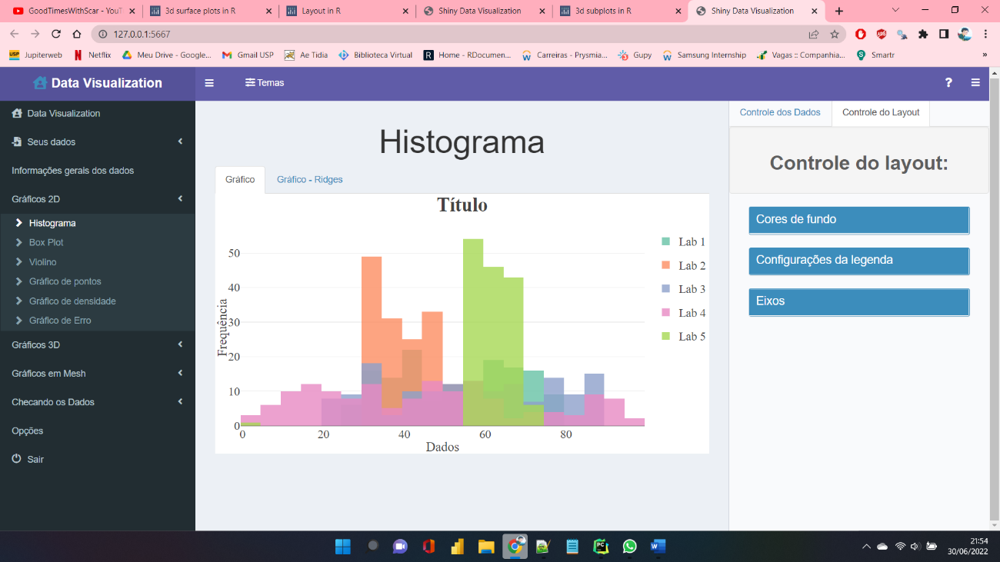 GoodTimesWithScar - YouT
3d surface plots in R
Layout in R
Shiny Data Visualization
3d subplots in R
Shiny Data Visualization
127.0.0.1:5667
Jupiterweb
Netflix
Meu Drive - Google...
Gmail USP
Ae Tidia
Biblioteca Virtual
Home - RDocumen...
Carreiras - Prysmia...
Gupy
Samsung Internship
Vagas :: Companhia...
Smartr
»
Data Visualization
Temas
?
Data Visualization
Seus dados
Informações gerais dos dados
Gráficos 2D
Histograma
Box Plot
Violino
Gráfico de pontos
Gráfico de densidade
Gráfico de Erro
Gráficos 3D
Gráficos em Mesh
Checando os Dados
Opções
Sair
Histograma
Gráfico
Gráfico - Ridges
Título
Frequência
50
40
30
20
10
0
0
20
40
60
80
Dados
Lab 1
Lab 2
Lab 3
Lab 4
Lab 5
Controle dos Dados
Controle do Layout
Controle do layout:
Cores de fundo
Configurações da legenda
Eixos
21:54
30/06/2022